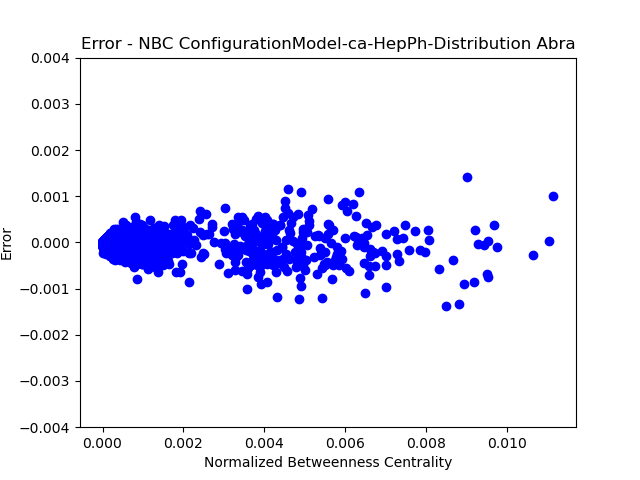 Error - NBC ConfigurationModel-ca-HepPh-Distribution Abra
0.004
0.003
0.002
0.001
0.000
−0.001
−0.002
−0.003
−0.004
Error
0.000 0.002 0.004 0.006 0.008 0.010
Normalized Betweenness Centrality